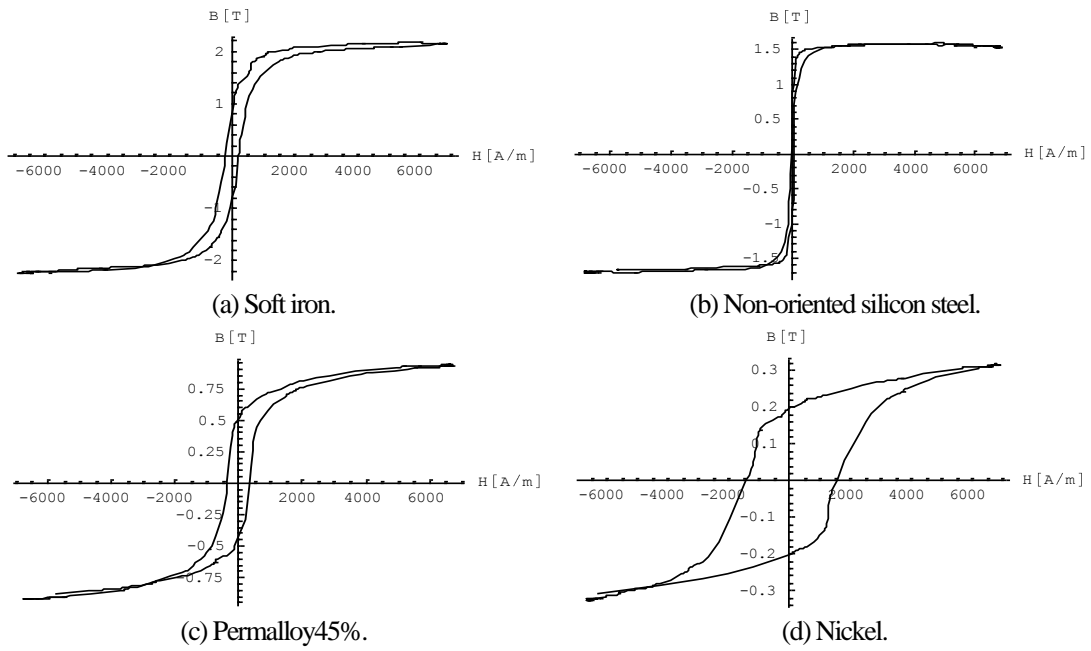 B[T]
2
1
-6000 -4000 -2000 2000 4000 6000 H[A/m]
-1
-2
(a) Soft iron.
B[T]
1.5
1
0.5
-6000 -4000 -2000 2000 4000 6000 H[A/m]
-0.5
-1
-1.5
(b) Non-oriented silicon steel.
B[T]
0.75
0.5
0.25
-6000 -4000 -2000 2000 4000 6000 H[A/m]
-0.25
-0.5
-0.75
(c) Permalloy45%.
B[T]
0.3
0.2
0.1
-6000 -4000 -2000 2000 4000 6000 H[A/m]
-0.1
-0.2
-0.3
(d) Nickel.